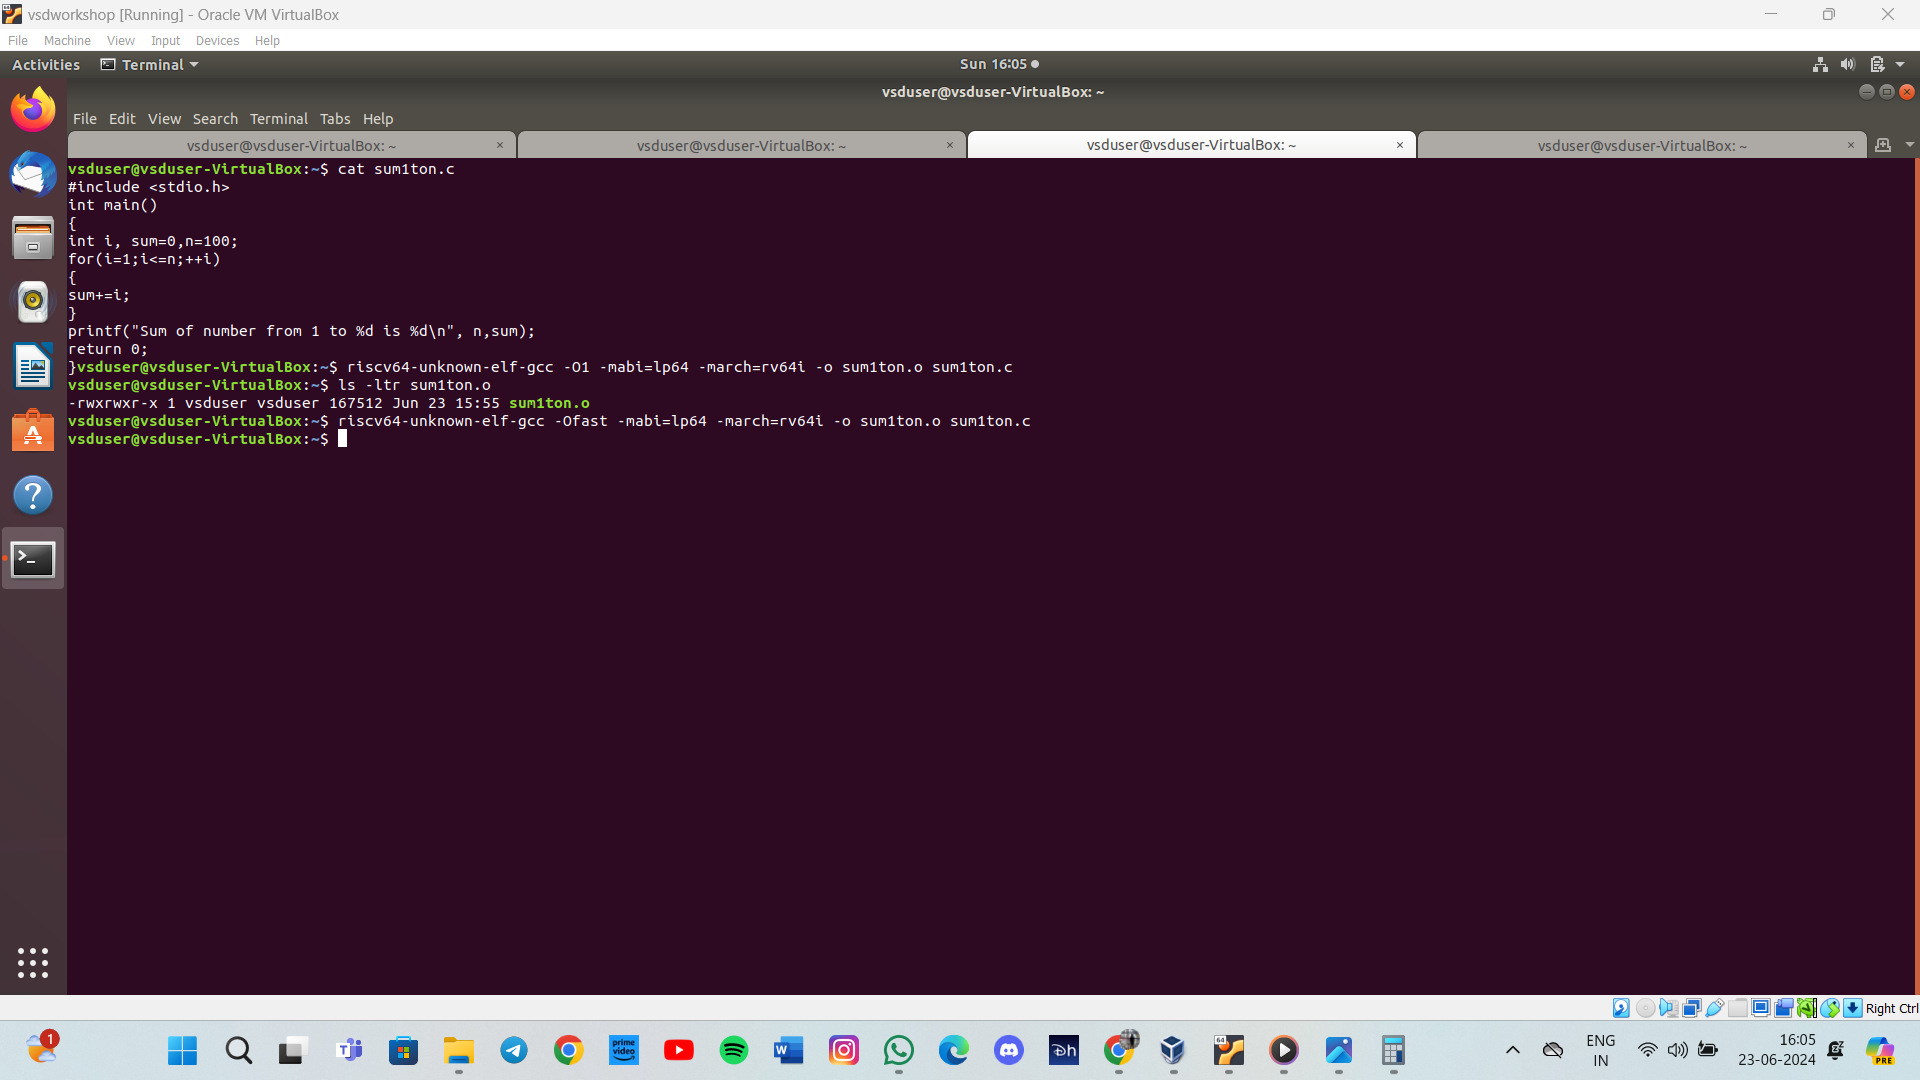 vsdworkshop [Running] - Oracle VM VirtualBox
File Machine View Input Devices Help
Activities Terminal Sun 16:05
vsduser@vsduser-VirtualBox: ~
File Edit View Search Terminal Tabs Help
vsduser@vsduser-VirtualBox: ~ × vsduser@vsduser-VirtualBox: ~ × vsduser@vsduser-VirtualBox: ~ × vsduser@vsduser-VirtualBox: ~ ×
vsduser@vsduser-VirtualBox:~$ cat sum1ton.c
#include <stdio.h>
int main()
{
int i, sum=0,n=100;
for(i=1;i<=n;++i)
{
sum+=i;
}
printf("Sum of number from 1 to %d is %d\n", n,sum);
return 0;
}vsduser@vsduser-VirtualBox:~$ riscv64-unknown-elf-gcc -O1 -mabi=lp64 -march=rv64i -o sum1ton.o sum1ton.c
vsduser@vsduser-VirtualBox:~$ ls -ltr sum1ton.o
-rwxrwxr-x 1 vsduser vsduser 167512 Jun 23 15:55 sum1ton.o
vsduser@vsduser-VirtualBox:~$ riscv64-unknown-elf-gcc -Ofast -mabi=lp64 -march=rv64i -o sum1ton.o sum1ton.c
vsduser@vsduser-VirtualBox:~$
Right Ctrl
1
prime video
W
Dh
64
ENG
IN
16:05
23-06-2024
PRE